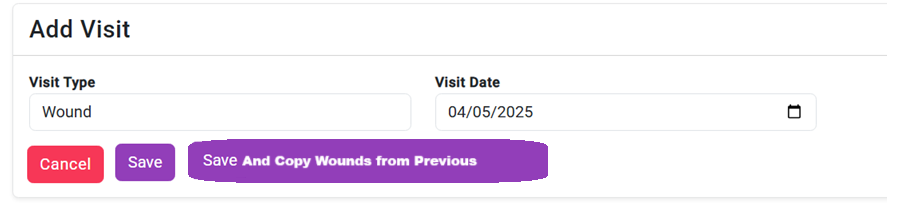 Add Visit
Visit Type
Visit Date
Wound
04/05/2025
Cancel
Save
Save And Copy Wounds from Previous